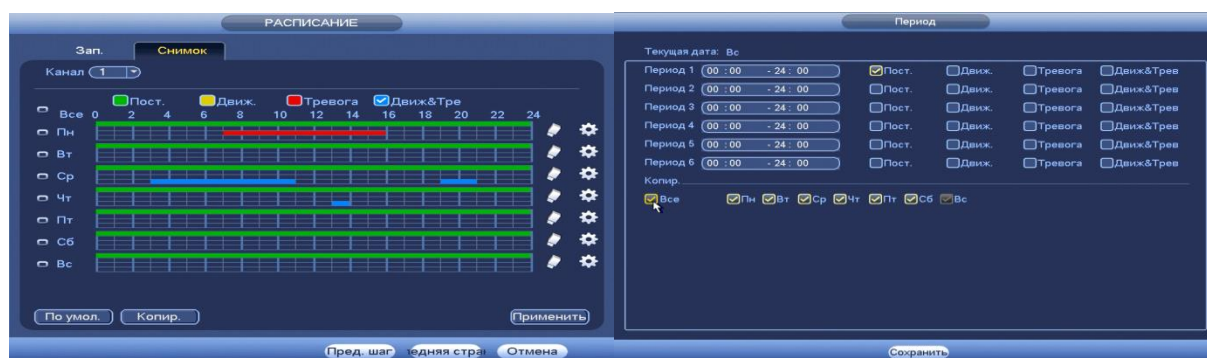 РАСПИСАНИЕ
Зап. Снимок
Канал 1
Пост. Движ. Тревога Движ&Тре
Все 0 2 4 6 8 10 12 14 16 18 20 22 24
Пн
Вт
Ср
Чт
Пт
Сб
Вс
По умол. Копир. Применить
Пред. шаг едняя стра Отмена
Период
Текущая дата: Вс
Период 1 00 :00 - 24: 00 Пост. Движ. Тревога Движ&Трев
Период 2 00 :00 - 24: 00 Пост. Движ. Тревога Движ&Трев
Период 3 00 :00 - 24: 00 Пост. Движ. Тревога Движ&Трев
Период 4 00 :00 - 24: 00 Пост. Движ. Тревога Движ&Трев
Период 5 00 :00 - 24: 00 Пост. Движ. Тревога Движ&Трев
Период 6 00 :00 - 24: 00 Пост. Движ. Тревога Движ&Трев
Копир.
Все Пн Вт Ср Чт Пт Сб Вс
Сохранить